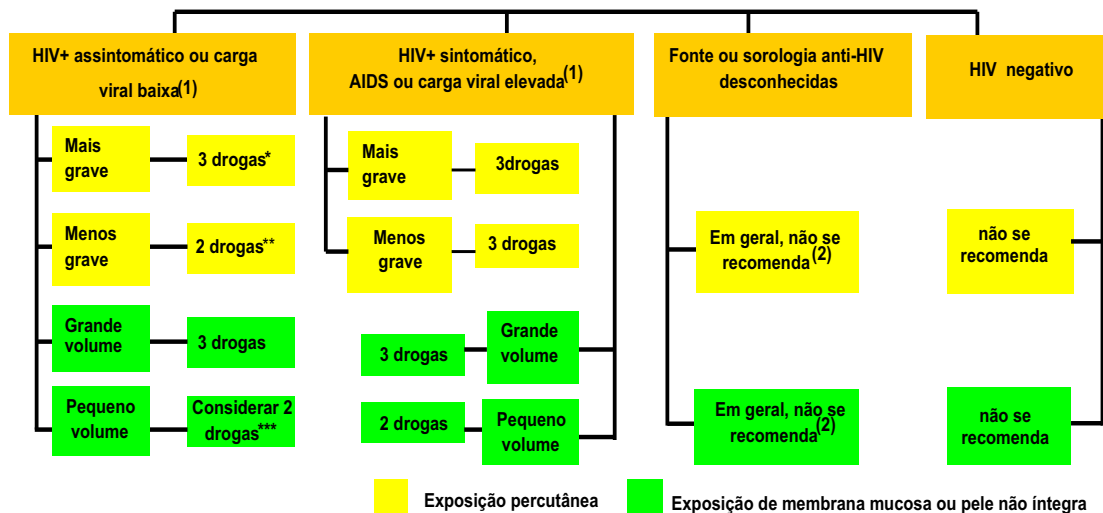 HIV+ assintomático ou carga
viral baixa(1)
Mais
grave
3 drogas*
Menos
grave
2 drogas**
Grande
volume
3 drogas
Pequeno
volume
Considerar 2
drogas***
HIV+ sintomático,
AIDS ou carga viral elevada(1)
Mais
grave
3drogas
Menos
grave
3 drogas
3 drogas
Grande
volume
2 drogas
Pequeno
volume
Fonte ou sorologia anti-HIV
desconhecidas
Em geral, não se
recomenda(2)
Em geral, não se
recomenda(2)
HIV negativo
não se
recomenda
não se
recomenda
Exposição percutânea
Exposição de membrana mucosa ou pele não íntegra